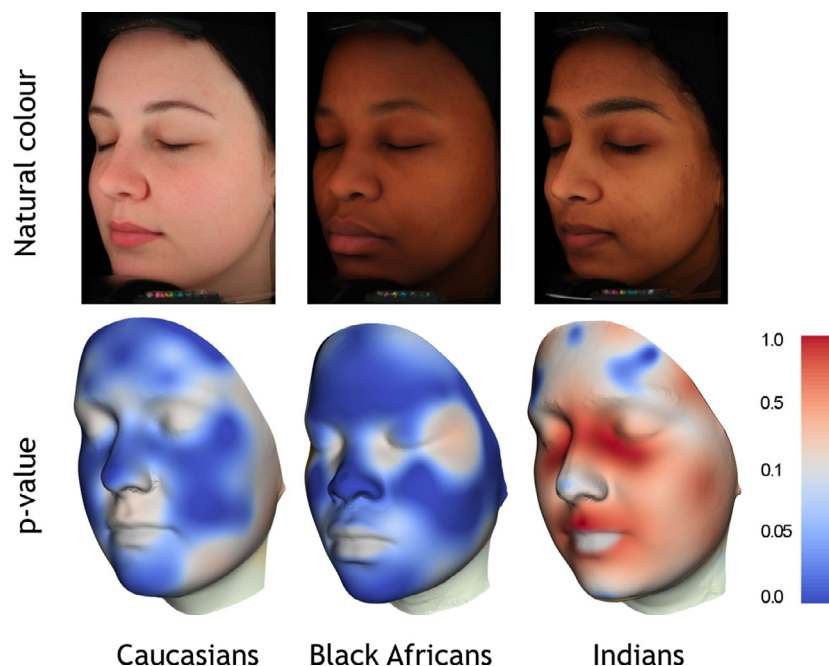 Natural colour
p-value
1.0
0.5
0.1
0.05
0.0
Caucasians
Black Africans
Indians